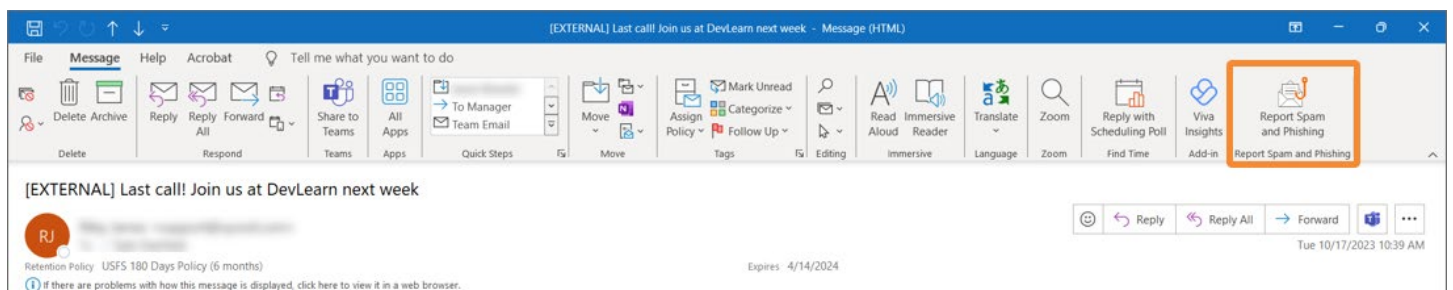 [EXTERNAL] Last call! Join us at DevLearn next week - Message (HTML)
File Message Help Acrobat Tell me what you want to do
Delete Archive
Reply Reply All Forward
Share to Teams
All Apps
To Manager
Team Email
Move
Assign Policy
Mark Unread
Categorize
Follow Up
Read Aloud Immersive Reader
Translate
Zoom
Reply with Scheduling Poll
Viva Insights
Report Spam and Phishing
Delete Respond Teams Apps Quick Steps Move Tags Editing Immersive Language Zoom Find Time Add-in Report Spam and Phishing
[EXTERNAL] Last call! Join us at DevLearn next week
RJ
Reply Reply All Forward
Tue 10/17/2023 10:39 AM
Retention Policy USFS 180 Days Policy (6 months) Expires 4/14/2024
If there are problems with how this message is displayed, click here to view it in a web browser.